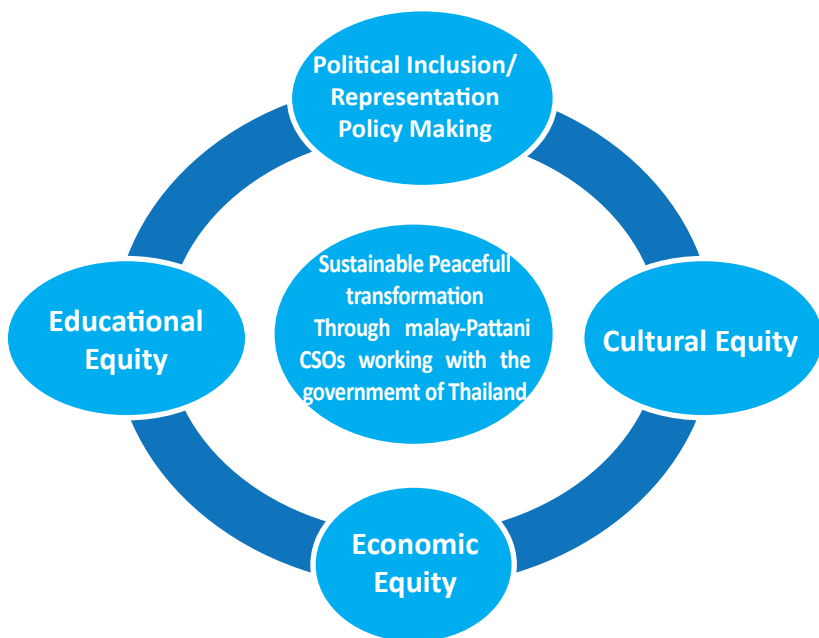 Political Inclusion/
Representation
Policy Making
Sustainable Peacefull
transformation
Through malay-Pattani
CSOs working with the
governmemt of Thailand
Educational
Equity
Cultural Equity
Economic
Equity